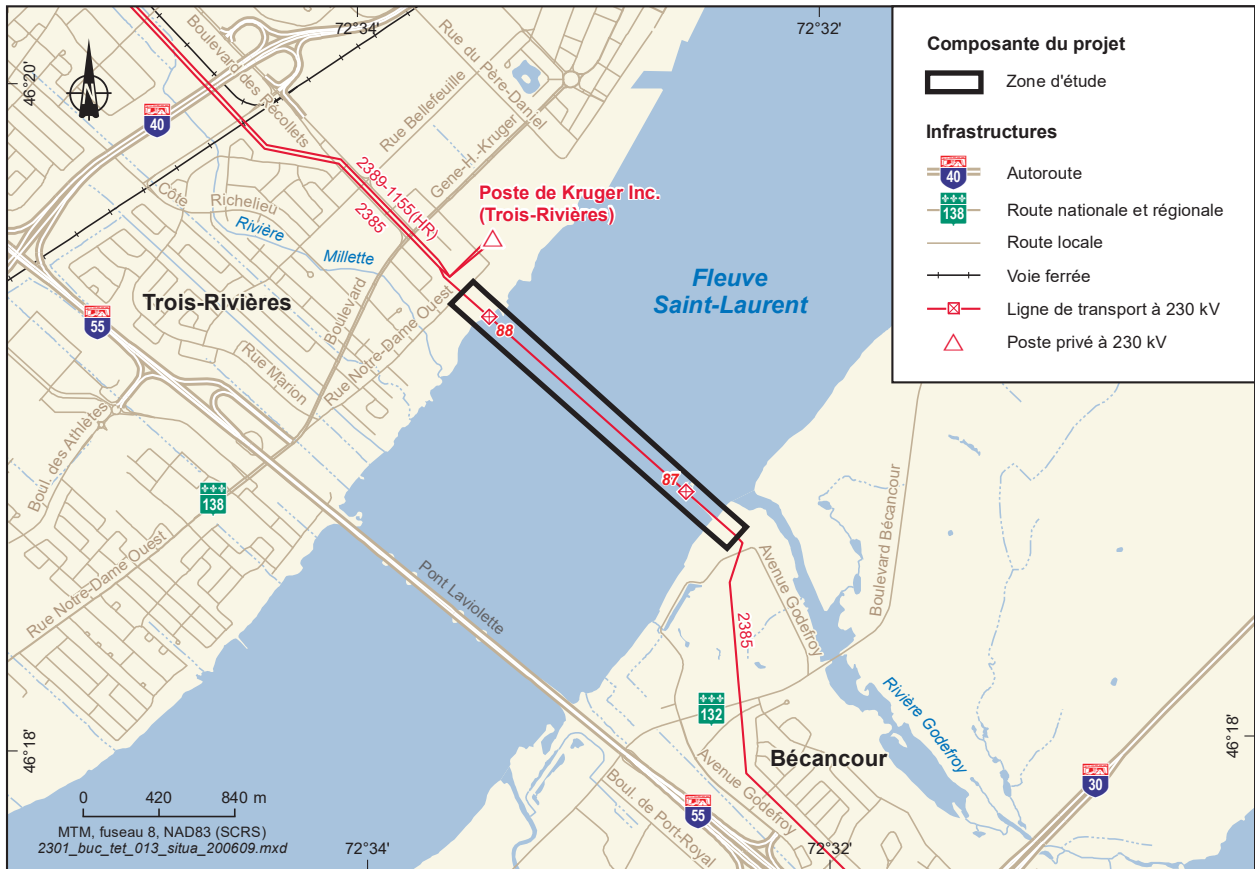 72°34'
72°32'
46°20'
N
40
Boulevard des Récollets
Rue Bellefeuille
Rue du Père-Daniel
Gene-H.-Kruger
2389-1155(HR)
2385
Poste de Kruger Inc.
(Trois-Rivières)
Côte
Richelieu
Rivière
Millette
Boulevard
Trois-Rivières
55
Rue Marion
Rue Notre-Dame Ouest
Boul. des Athlètes
138
Rue Notre-Dame Ouest
Fleuve
Saint-Laurent
88
87
Pont Laviolette
Avenue Godefroy
Boulevard Bécancour
2385
Rivière Godefroy
132
Bécancour
Avenue Godefroy
Boul. de Port-Royal
55
30
46°18'
46°18'
72°34'
72°32'
0 420 840 m
MTM, fuseau 8, NAD83 (SCRS)
2301_buc_tet_013_situa_200609.mxd
Composante du projet
Zone d'étude
Infrastructures
40
Autoroute
138
Route nationale et régionale
Route locale
Voie ferrée
Ligne de transport à 230 kV
Poste privé à 230 kV